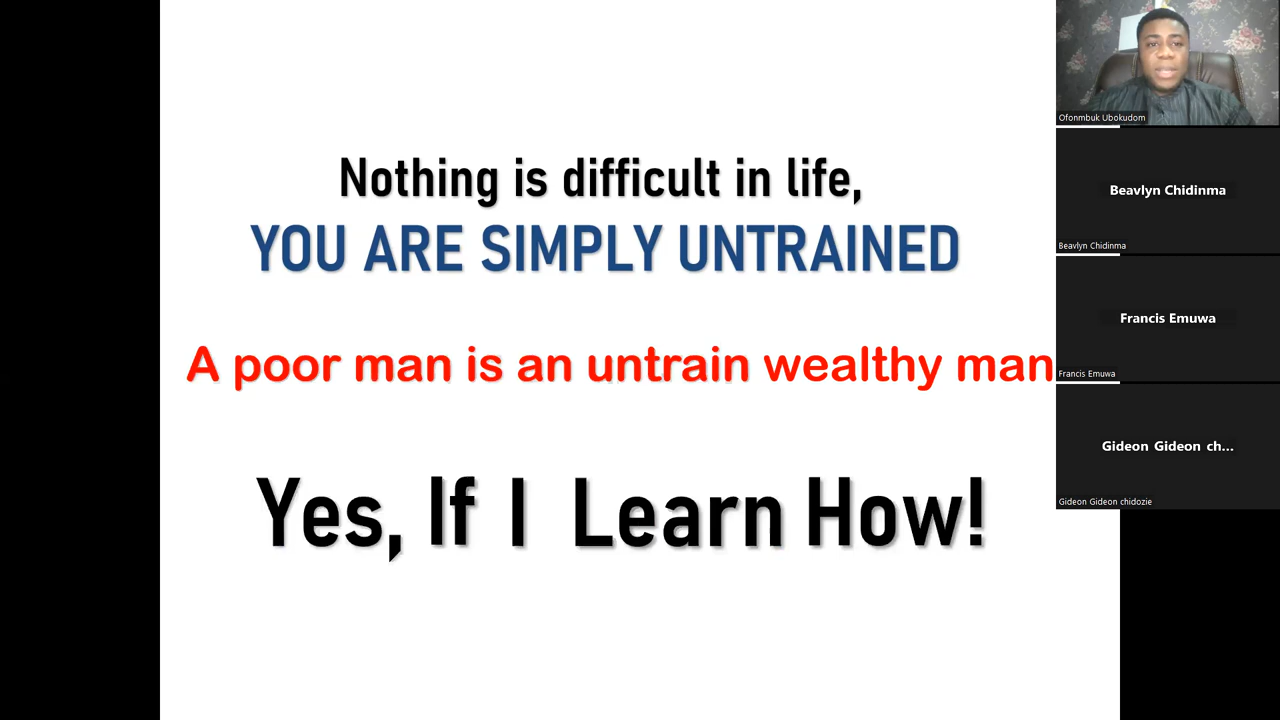 Nothing is difficult in life,
YOU ARE SIMPLY UNTRAINED
A poor man is an untrain wealthy man
Yes, If I Learn How!
Ofonmbuk Ubokudom
Beavlyn Chidinma
Beavlyn Chidinma
Francis Emuwa
Francis Emuwa
Gideon Gideon ch...
Gideon Gideon chidozie